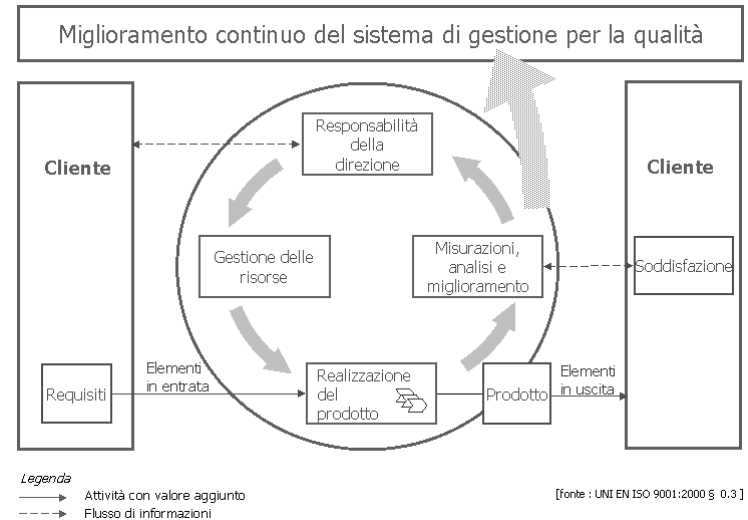 Miglioramento continuo del sistema di gestione per la qualità
Cliente
Responsabilità
della
direzione
Cliente
Gestione delle
risorse
Misurazioni,
analisi e
miglioramento
Soddisfazione
Requisiti
Elementi
in entrata
Realizzazione
del
prodotto
Prodotto
Elementi
in uscita
Legenda
Attività con valore aggiunto
Flusso di informazioni
[fonte : UNI EN ISO 9001:2000 § 0.3 ]